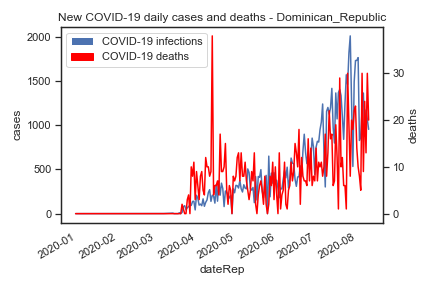 New COVID-19 daily cases and deaths - Dominican_Republic
COVID-19 infections
COVID-19 deaths
2000
1500
1000
500
0
cases
30
20
10
0
deaths
2020-01
2020-02
2020-03
2020-04
2020-05
2020-06
2020-07
2020-08
dateRep